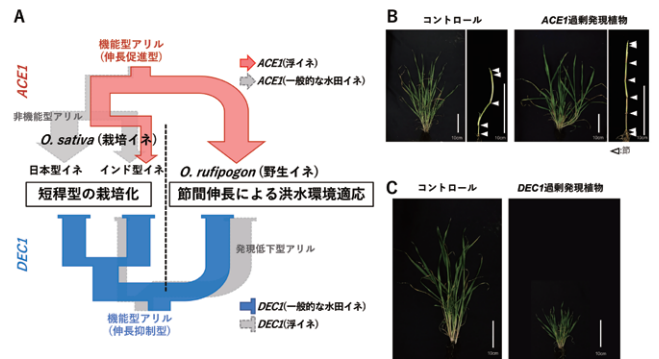 A
機能型アリル
(伸長促進型)
ACE1
ACE1(浮イネ)
ACE1(一般的な水田イネ)
非機能型アリル
O. sativa(栽培イネ)
日本型イネ
インド型イネ
O. rufipogon(野生イネ)
短稈型の栽培化
節間伸長による洪水環境適応
DEC1
発現低下型アリル
機能型アリル
(伸長抑制型)
DEC1(一般的な水田イネ)
DEC1(浮イネ)
B
コントロール
ACE1過剰発現植物
10cm
10cm
10cm
10cm
:節
C
コントロール
DEC1過剰発現植物
10cm
10cm